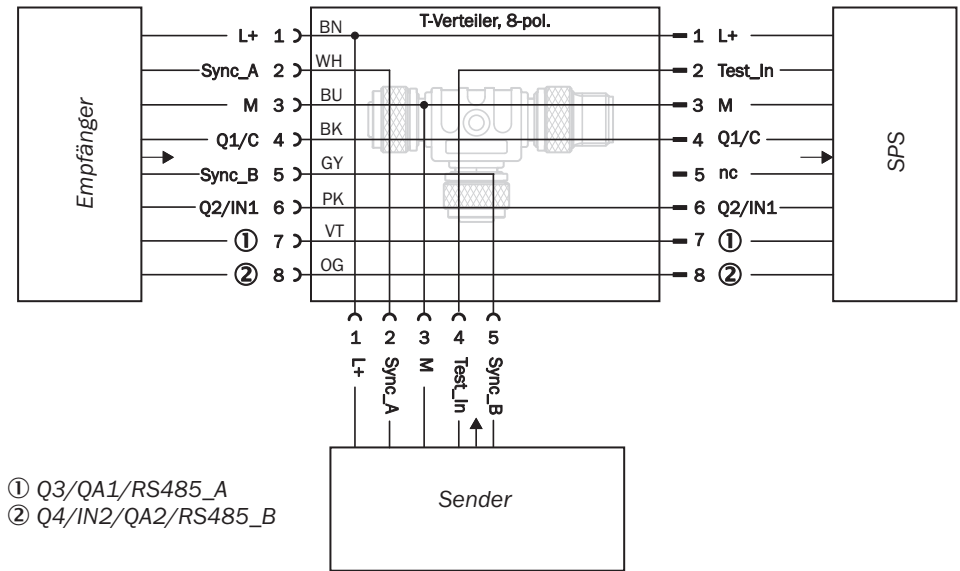 T-Verteiler, 8-pol.
Empfänger
L+ 1 BN 1 L+
Sync_A 2 WH 2 Test_In
M 3 BU 3 M
Q1/C 4 BK 4 Q1/C
Sync_B 5 GY 5 nc
Q2/IN1 6 PK 6 Q2/IN1
① 7 VT 7 ①
② 8 OG 8 ②
SPS
1 2 3 4 5
L+ Sync_A M Test_In Sync_B
Sender
① Q3/QA1/RS485_A
② Q4/IN2/QA2/RS485_B